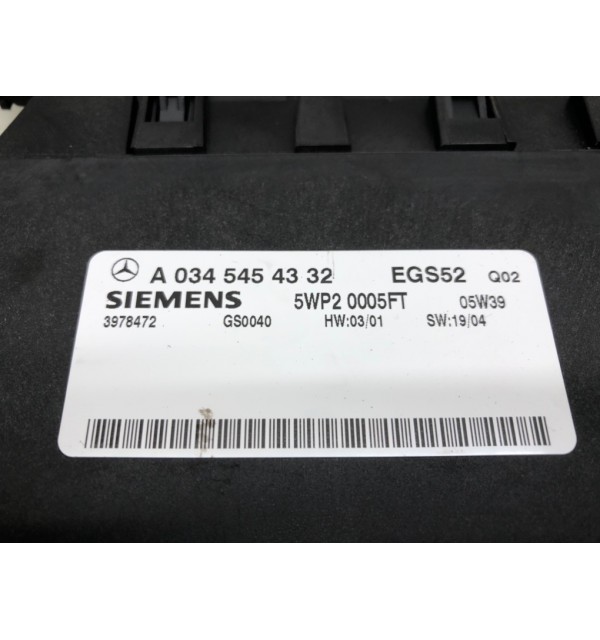 A 034 545 43 32 EGS52 Q02
SIEMENS 5WP2 0005FT 05W39
3978472 GS0040 HW:03/01 SW:19/04